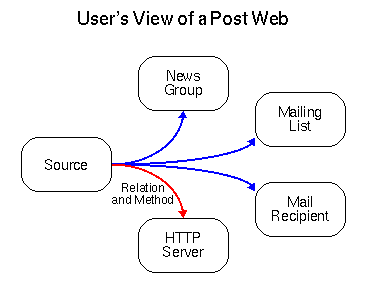 User's View of a Post Web
News
Group
Mailing
List
Source
Relation
and Method
Mail
Recipient
HTTP
Server